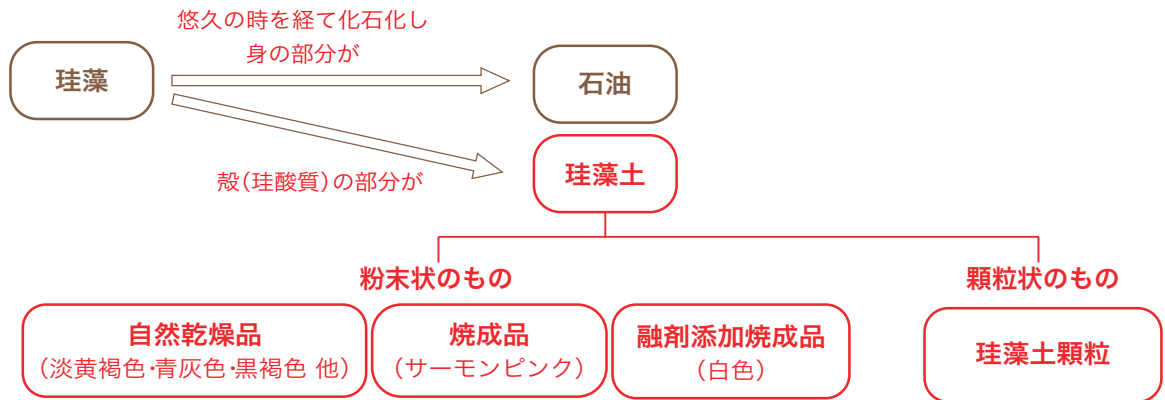 悠久の時を経て化石化し
身の部分が
珪藻
石油
珪藻土
殻(珪酸質)の部分が
粉末状のもの
顆粒状のもの
自然乾燥品
(淡黄褐色・青灰色・黒褐色 他)
焼成品
(サーモンピンク)
融剤添加焼成品
(白色)
珪藻土顆粒